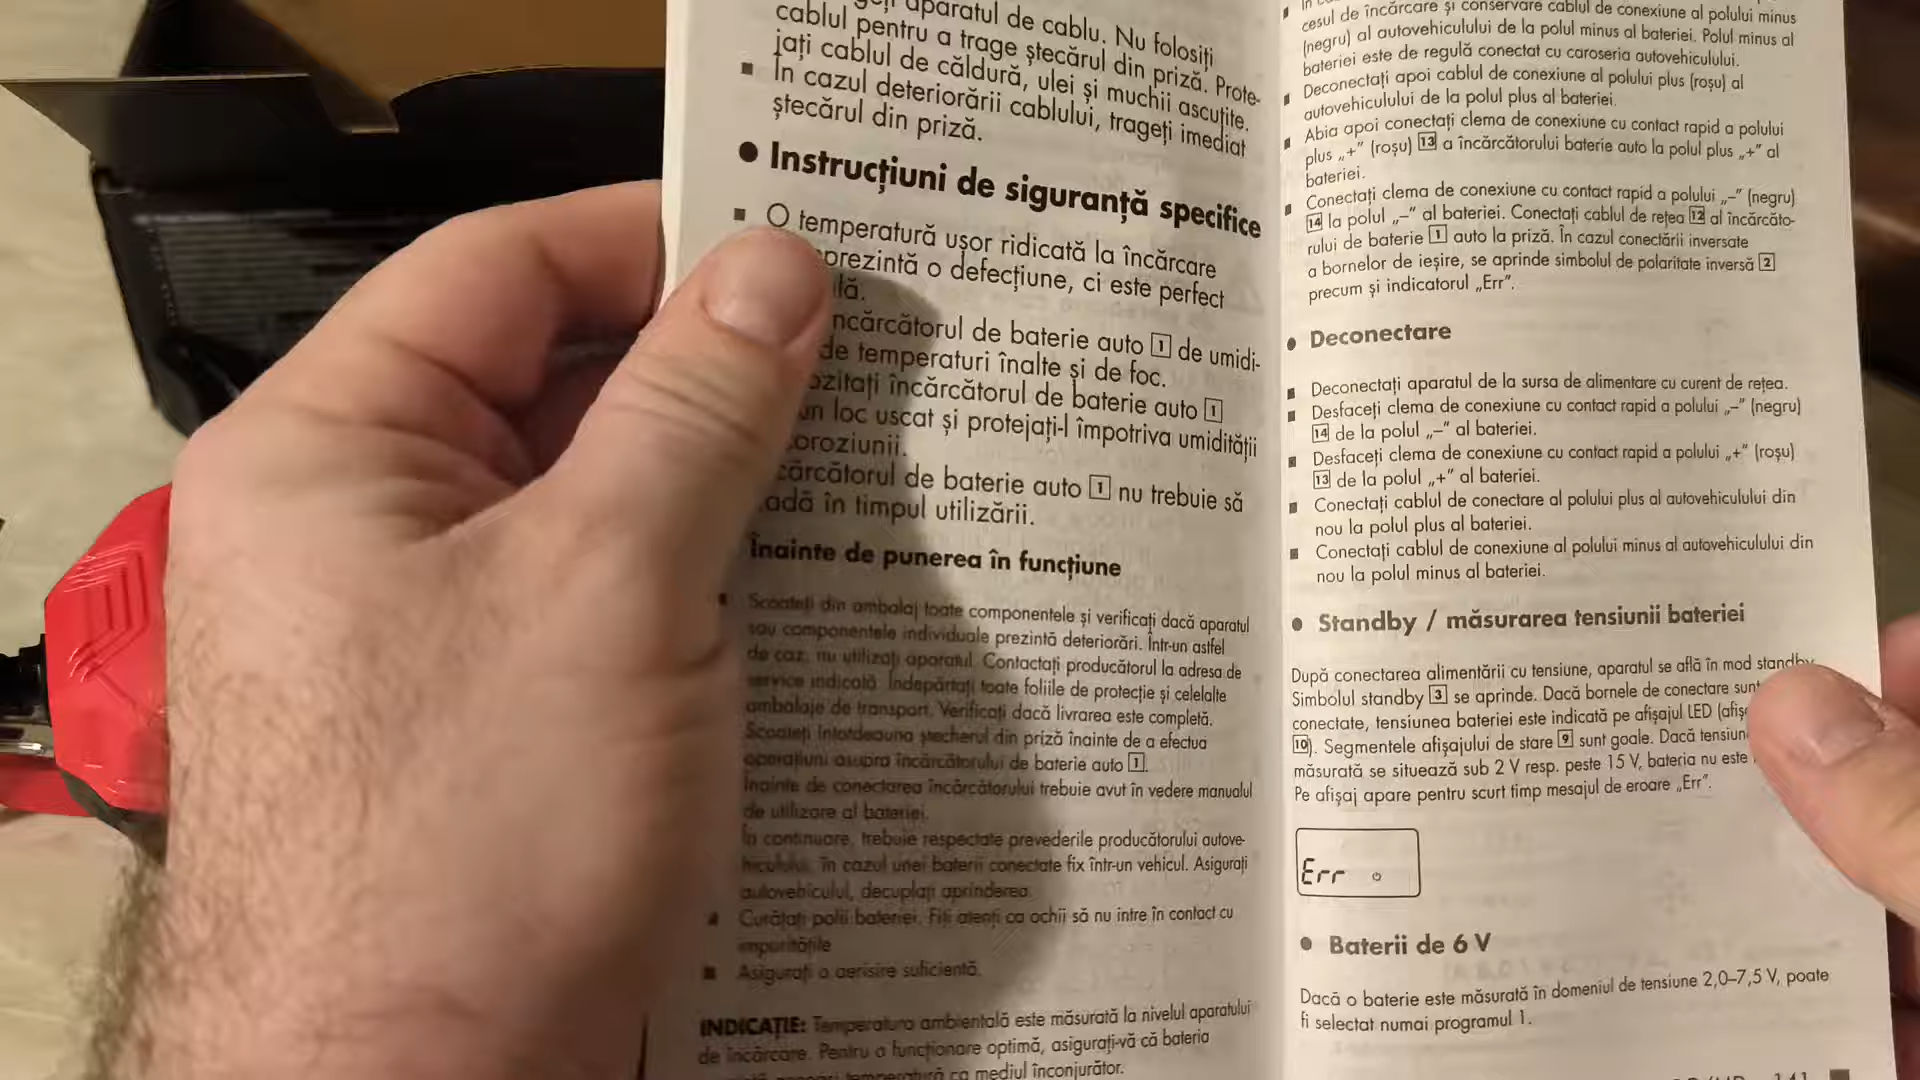 aparatul de cablu. Nu folosiți
cablul pentru a trage ștecărul din priză. Prote-
jați cablul de căldură, ulei și muchii ascuțite.
În cazul deteriorării cablului, trageți imediat
ștecărul din priză.
● Instrucțiuni de siguranță specifice
O temperatură ușor ridicată la încărcare
prezintă o defecțiune, ci este perfect
lă.
ncărcătorul de baterie auto 1 de umidi-
de temperaturi înalte și de foc.
ozitați încărcătorul de baterie auto 1
un loc uscat și protejați-l împotriva umidității
coroziunii.
cărcătorul de baterie auto 1 nu trebuie să
adă în timpul utilizării.
Înainte de punerea în funcțiune
Scoateți din ambalaj toate componentele și verificați dacă aparatul
sau componentele individuale prezintă deteriorări. Într-un astfel
de caz, nu utilizați aparatul. Contactați producătorul la adresa de
service indicată. Îndepărtați toate foliile de protecție și celelalte
ambalaje de transport. Verificați dacă livrarea este completă.
Scoateți întotdeauna ștecherul din priză înainte de a efectua
operațiuni asupra încărcătorului de baterie auto 1.
Înainte de conectarea încărcătorului trebuie avut în vedere manualul
de utilizare al bateriei.
În continuare, trebuie respectate prevederile producătorului autove-
hiculului, în cazul unei baterii conectate fix într-un vehicul. Asigurați
autovehiculul, decuplați aprinderea.
Curățați polii bateriei. Fiți atenți ca ochii să nu intre în contact cu
impuritățile
Asigurați o aerisire suficientă.
INDICAȚIE: Temperatura ambientală este măsurată la nivelul aparatului
de încărcare. Pentru o funcționare optimă, asigurați-vă că bateria
temperatură ca mediul înconjurător.
cesul de încărcare și conservare cablul de conexiune al polului minus
(negru) al autovehiculului de la polul minus al bateriei. Polul minus al
bateriei este de regulă conectat cu caroseria autovehiculului.
Deconectați apoi cablul de conexiune al polului plus (roșu) al
autovehiculului de la polul plus al bateriei.
Abia apoi conectați clema de conexiune cu contact rapid a polului
plus „+” (roșu) 13 a încărcătorului baterie auto la polul plus „+” al
bateriei.
Conectați clema de conexiune cu contact rapid a polului „–” (negru)
14 la polul „–” al bateriei. Conectați cablul de rețea 12 al încărcăto-
rului de baterie 1 auto la priză. În cazul conectării inversate
a bornelor de ieșire, se aprinde simbolul de polaritate inversă 2
precum și indicatorul „Err”.
● Deconectare
Deconectați aparatul de la sursa de alimentare cu curent de rețea.
Desfaceți clema de conexiune cu contact rapid a polului „–” (negru)
14 de la polul „–” al bateriei.
Desfaceți clema de conexiune cu contact rapid a polului „+” (roșu)
13 de la polul „+” al bateriei.
Conectați cablul de conectare al polului plus al autovehiculului din
nou la polul plus al bateriei.
Conectați cablul de conexiune al polului minus al autovehiculului din
nou la polul minus al bateriei.
● Standby / măsurarea tensiunii bateriei
După conectarea alimentării cu tensiune, aparatul se află în mod standby.
Simbolul standby 3 se aprinde. Dacă bornele de conectare sunt
conectate, tensiunea bateriei este indicată pe afișajul LED (afiș
10). Segmentele afișajului de stare 9 sunt goale. Dacă tensiun
măsurată se situează sub 2 V resp. peste 15 V, bateria nu este
Pe afișaj apare pentru scurt timp mesajul de eroare „Err”.
Err
● Baterii de 6 V
Dacă o baterie este măsurată în domeniul de tensiune 2,0–7,5 V, poate
fi selectat numai programul 1.
141